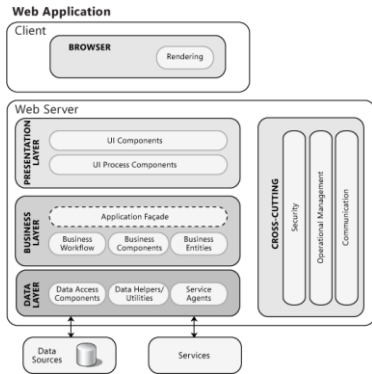 Web Application
Client
BROWSER
Rendering
Web Server
PRESENTATION
LAYER
UI Components
UI Process Components
BUSINESS
LAYER
Application Façade
Business
Workflow
Business
Components
Business
Entities
DATA
LAYER
Data Access
Components
Data Helpers/
Utilities
Service
Agents
CROSS-CUTTING
Security
Operational Management
Communication
Data
Sources
Services